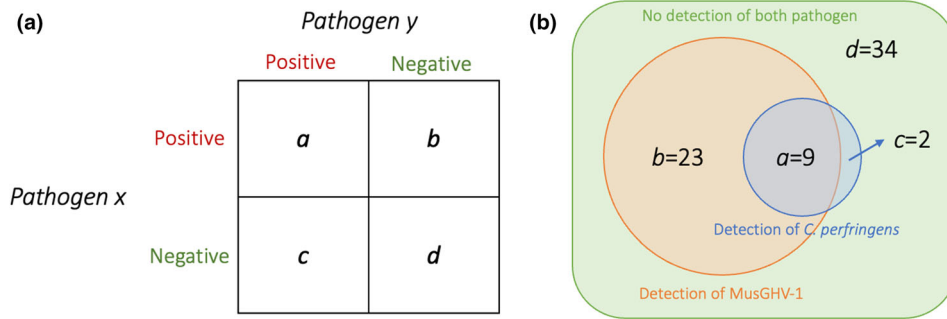 (a)
Pathogen y
Positive Negative
Positive
a b
Pathogen x
Negative
c d
(b)
No detection of both pathogen
d=34
b=23
a=9
c=2
Detection of C. perfringens
Detection of MusGHV-1